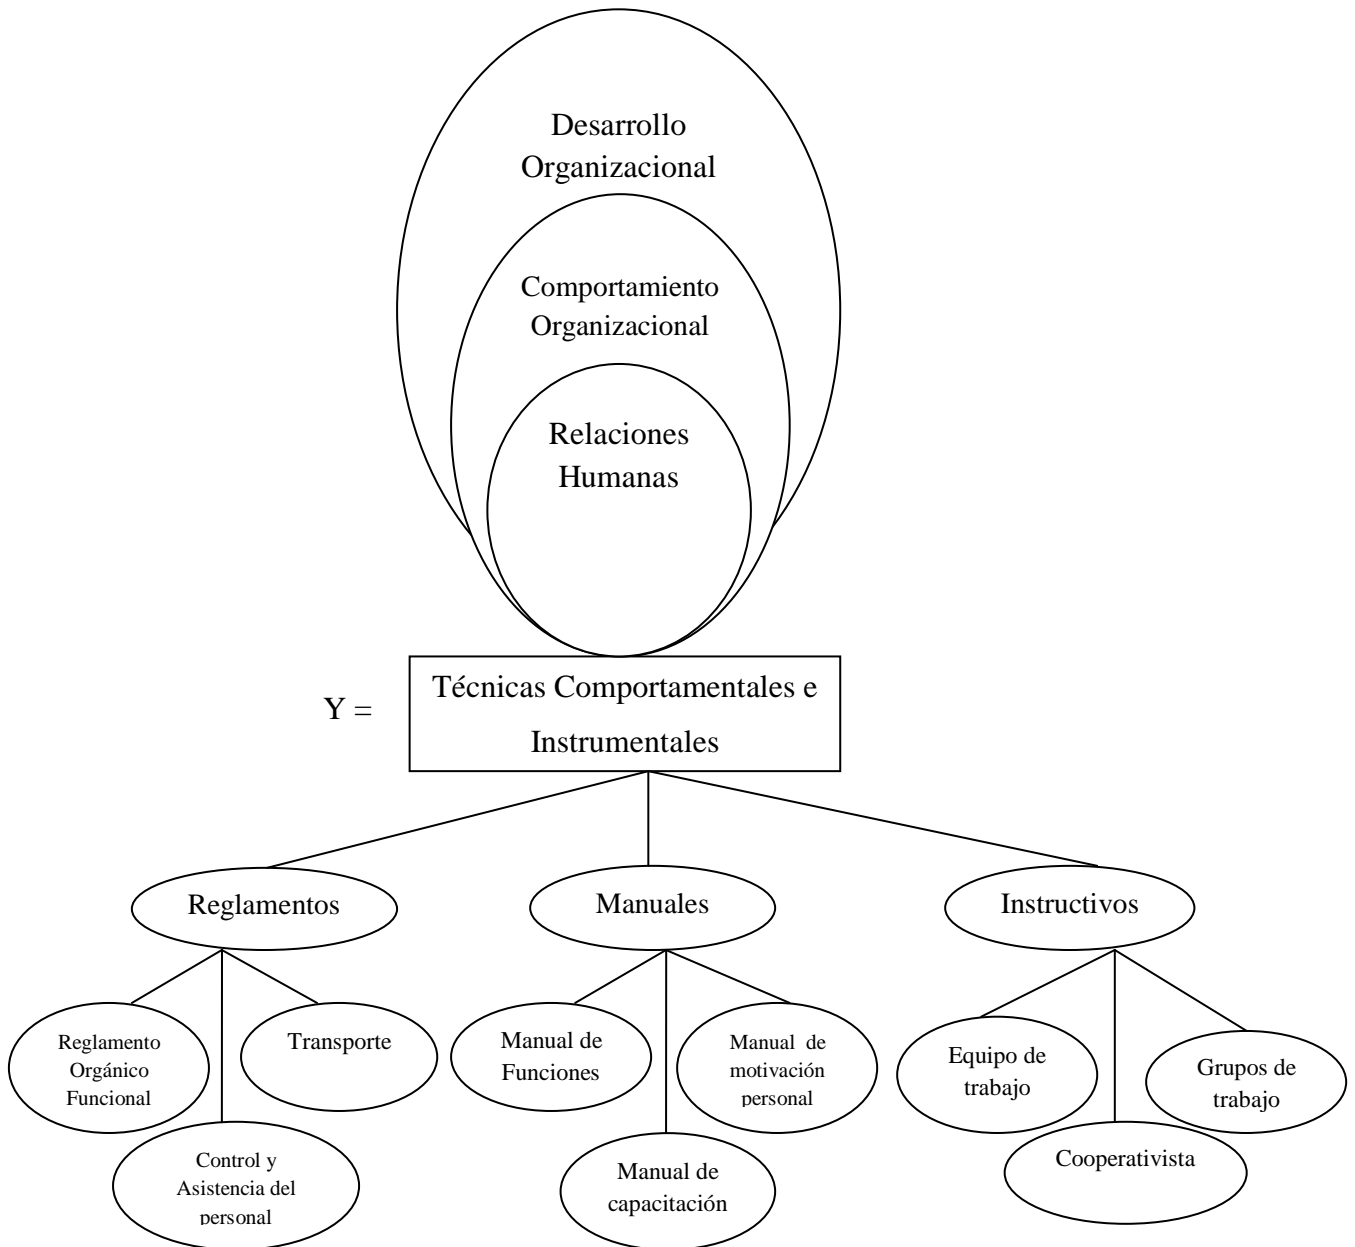 Desarrollo
Organizacional
Comportamiento
Organizacional
Relaciones
Humanas
Y =
Técnicas Comportamentales e
Instrumentales
Reglamentos
Manuales
Instructivos
Reglamento
Orgánico
Funcional
Transporte
Control y
Asistencia del
personal
Manual de
Funciones
Manual de
motivación
personal
Manual de
capacitación
Equipo de
trabajo
Grupos de
trabajo
Cooperativista